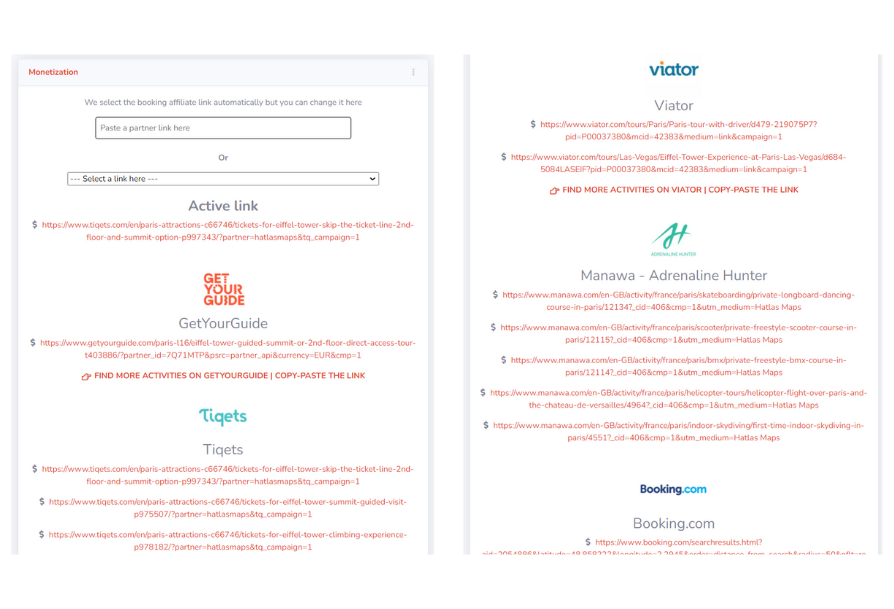 Monetization
We select the booking affiliate link automatically but you can change it here
Paste a partner link here
Or
--- Select a link here ---
Active link
$ https://www.tiqets.com/en/paris-attractions-c66746/tickets-for-eiffel-tower-skip-the-ticket-line-2nd-
floor-and-summit-option-p997343/?partner=hatlasmaps&tq_campaign=1
GET
YOUR
GUIDE
GetYourGuide
$ https://www.getyourguide.com/paris-l16/eiffel-tower-guided-summit-or-2nd-floor-direct-access-tour-
t403886/?partner_id=7Q71MTP&psrc=partner_api&currency=EUR&cmp=1
FIND MORE ACTIVITIES ON GETYOURGUIDE | COPY-PASTE THE LINK
Tiqets
Tiqets
$ https://www.tiqets.com/en/paris-attractions-c66746/tickets-for-eiffel-tower-skip-the-ticket-line-2nd-
floor-and-summit-option-p997343/?partner=hatlasmaps&tq_campaign=1
$ https://www.tiqets.com/en/paris-attractions-c66746/tickets-for-eiffel-tower-summit-guided-visit-
p975507/?partner=hatlasmaps&tq_campaign=1
$ https://www.tiqets.com/en/paris-attractions-c66746/tickets-for-eiffel-tower-climbing-experience-
p978182/?partner=hatlasmaps&tq_campaign=1
viator
Viator
$ https://www.viator.com/tours/Paris/Paris-tour-with-driver/d479-219075P7?
pid=P00037380&mcid=42383&medium=link&campaign=1
$ https://www.viator.com/tours/Las-Vegas/Eiffel-Tower-Experience-at-Paris-Las-Vegas/d684-
5084LASEIF?pid=P00037380&mcid=42383&medium=link&campaign=1
FIND MORE ACTIVITIES ON VIATOR | COPY-PASTE THE LINK
ADRENALINE HUNTER
Manawa - Adrenaline Hunter
$ https://www.manawa.com/en-GB/activity/france/paris/skateboarding/private-longboard-dancing-
course-in-paris/12134?_cid=406&cmp=1&utm_medium=Hatlas Maps
$ https://www.manawa.com/en-GB/activity/france/paris/scooter/private-freestyle-scooter-course-in-
paris/12115?_cid=406&cmp=1&utm_medium=Hatlas Maps
$ https://www.manawa.com/en-GB/activity/france/paris/bmx/private-freestyle-bmx-course-in-
paris/12114?_cid=406&cmp=1&utm_medium=Hatlas Maps
$ https://www.manawa.com/en-GB/activity/france/paris/helicopter-tours/helicopter-flight-over-paris-and-
the-chateau-de-versailles/4964?_cid=406&cmp=1&utm_medium=Hatlas Maps
$ https://www.manawa.com/en-GB/activity/france/paris/indoor-skydiving/first-time-indoor-skydiving-in-
paris/4551?_cid=406&cmp=1&utm_medium=Hatlas Maps
Booking.com
Booking.com
$ https://www.booking.com/searchresults.html?